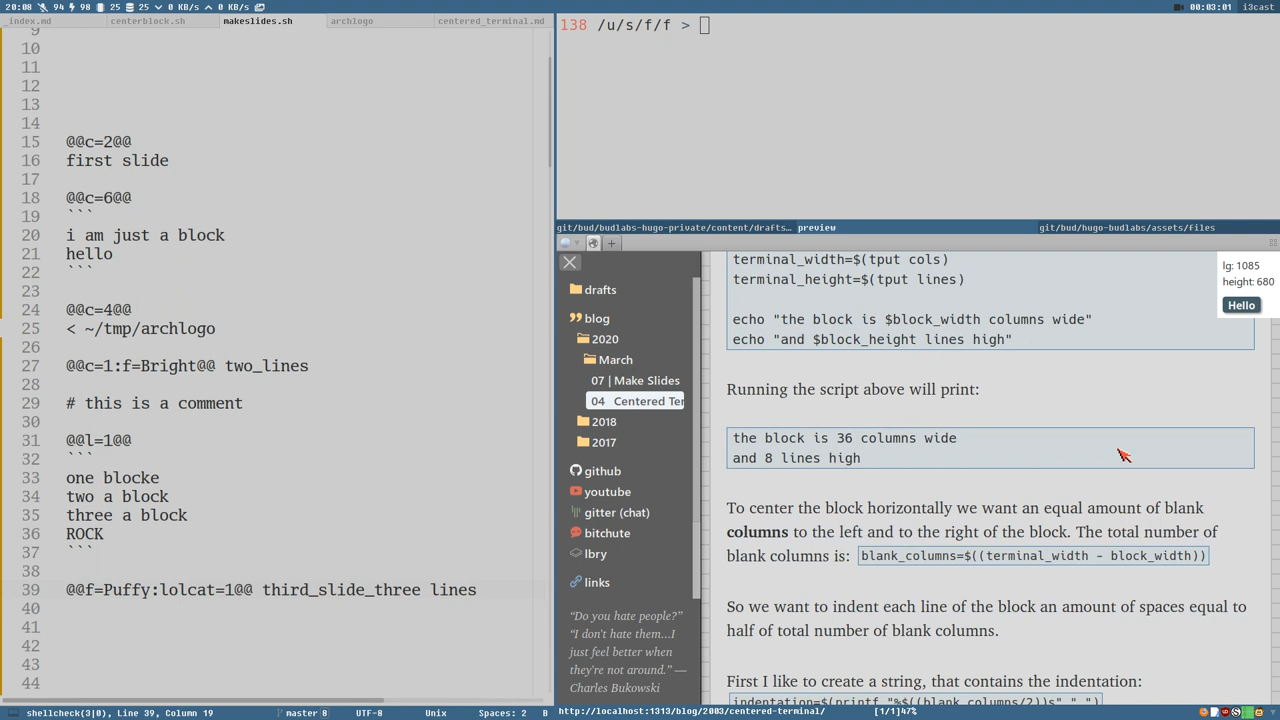 20:08 94 98 25 25 0 KB/s 0 KB/s
00:03:01 i3cast
_index.md centerblock.sh makeslides.sh archlogo centered_terminal.md
9
10
11
12
13
14
15 @@c=2@@
16 first slide
17
18 @@c=6@@
19 ```
20 i am just a block
21 hello
22 ```
23
24 @@c=4@@
25 < ~/tmp/archlogo
26
27 @@c=1:f=Bright@@ two_lines
28
29 # this is a comment
30
31 @@l=1@@
32 ```
33 one blocke
34 two a block
35 three a block
36 ROCK
37 ```
38
39 @@f=Puffy:lolcat=1@@ third_slide_three lines
40
41
42
43
44
shellcheck(3|0), Line 39, Column 19 master 8 UTF-8 Unix Spaces: 2 B
138 /u/s/f/f >
git/bud/budlabs-hugo-private/content/drafts… preview git/bud/hugo-budlabs/assets/files
+
drafts
blog
2020
March
07 | Make Slides
04 Centered Ter
2018
2017
github
youtube
gitter (chat)
bitchute
lbry
links
“Do you hate people?”
“I don't hate them...I
just feel better when
they're not around.” —
Charles Bukowski
terminal_width=$(tput cols)
terminal_height=$(tput lines)
echo "the block is $block_width columns wide"
echo "and $block_height lines high"
lg: 1085
height: 680
Hello
Running the script above will print:
the block is 36 columns wide
and 8 lines high
To center the block horizontally we want an equal amount of blank
columns to the left and to the right of the block. The total number of
blank columns is: blank_columns=$((terminal_width - block_width))
So we want to indent each line of the block an amount of spaces equal to
half of total number of blank columns.
First I like to create a string, that contains the indentation:
indentation=$(printf "%$((blank_columns/2))s" " ")
http://localhost:1313/blog/2003/centered-terminal/ [1/1]47%